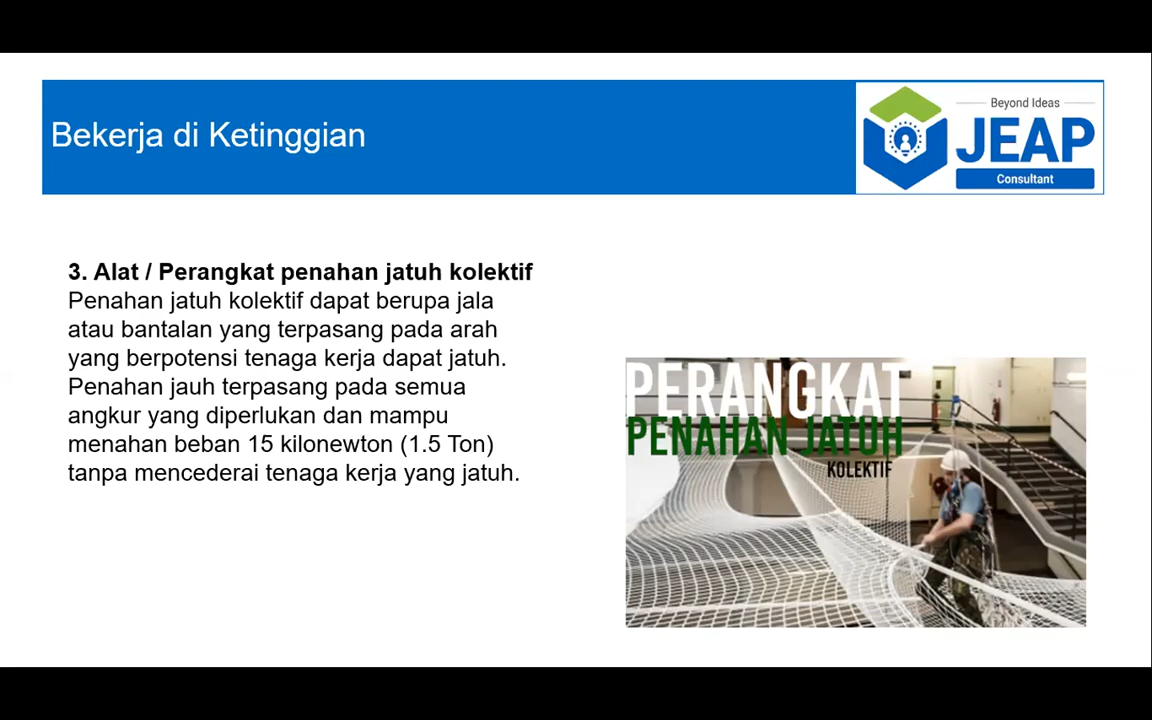 Bekerja di Ketinggian
Beyond Ideas
JEAP
Consultant
3. Alat / Perangkat penahan jatuh kolektif
Penahan jatuh kolektif dapat berupa jala
atau bantalan yang terpasang pada arah
yang berpotensi tenaga kerja dapat jatuh.
Penahan jauh terpasang pada semua
angkur yang diperlukan dan mampu
menahan beban 15 kilonewton (1.5 Ton)
tanpa mencederai tenaga kerja yang jatuh.
PERANGKAT
PENAHAN JATUH
KOLEKTIF